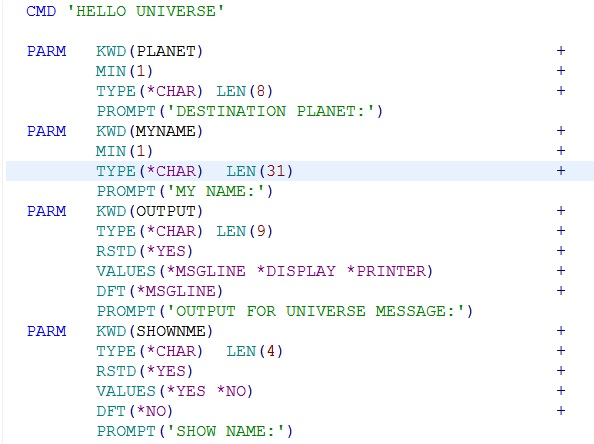 CMD 'HELLO UNIVERSE'
PARM KWD(PLANET) +
MIN(1) +
TYPE(*CHAR) LEN(8) +
PROMPT('DESTINATION PLANET:')
PARM KWD(MYNAME) +
MIN(1) +
TYPE(*CHAR) LEN(31) +
PROMPT('MY NAME:')
PARM KWD(OUTPUT) +
TYPE(*CHAR) LEN(9) +
RSTD(*YES) +
VALUES(*MSGLINE *DISPLAY *PRINTER) +
DFT(*MSGLINE) +
PROMPT('OUTPUT FOR UNIVERSE MESSAGE:')
PARM KWD(SHOWNME) +
TYPE(*CHAR) LEN(4) +
RSTD(*YES) +
VALUES(*YES *NO) +
DFT(*NO) +
PROMPT('SHOW NAME:')